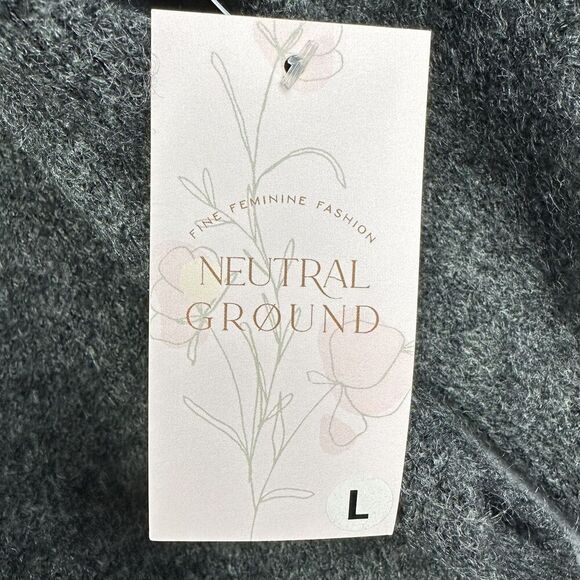 FINE FEMININE FASHION
NEUTRAL
GRØUND
L